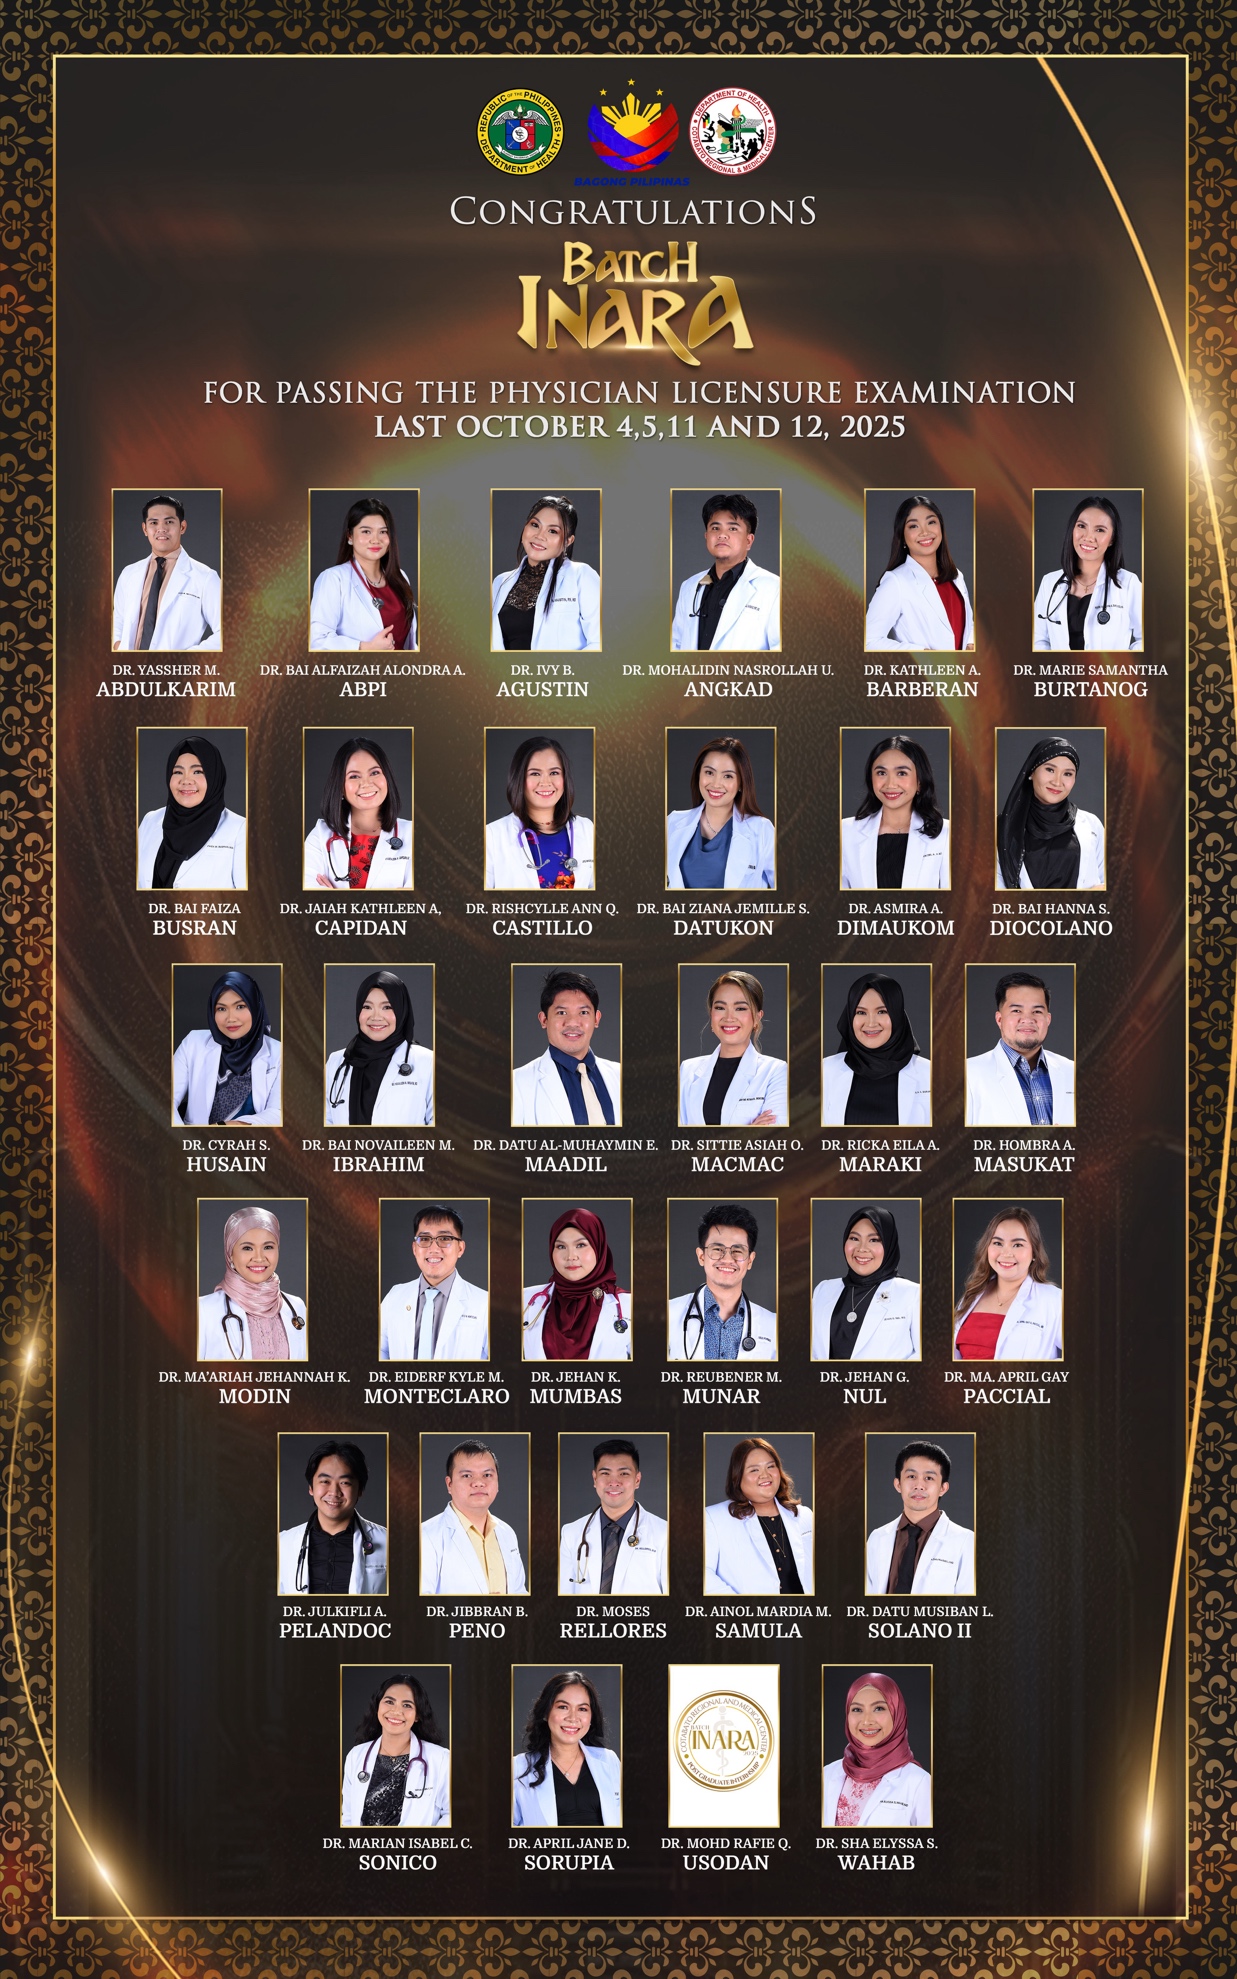 REPUBLIC OF THE PHILIPPINES
DEPARTMENT OF HEALTH
BAGONG PILIPINAS
DEPARTMENT OF HEALTH
COTABATO REGIONAL & MEDICAL CENTER
CONGRATULATIONS
BATCH
INARA
FOR PASSING THE PHYSICIAN LICENSURE EXAMINATION
LAST OCTOBER 4,5,11 AND 12, 2025
DR. YASSHER M.
ABDULKARIM
DR. BAI ALFAIZAH ALONDRA A.
ABPI
DR. IVY B.
AGUSTIN
DR. MOHALIDIN NASROLLAH U.
ANGKAD
DR. KATHLEEN A.
BARBERAN
DR. MARIE SAMANTHA
BURTANOG
DR. BAI FAIZA
BUSRAN
DR. JAIAH KATHLEEN A,
CAPIDAN
DR. RISHCYLLE ANN Q.
CASTILLO
DR. BAI ZIANA JEMILLE S.
DATUKON
DR. ASMIRA A.
DIMAUKOM
DR. BAI HANNA S.
DIOCOLANO
DR. CYRAH S.
HUSAIN
DR. BAI NOVAILEEN M.
IBRAHIM
DR. DATU AL-MUHAYMIN E.
MAADIL
DR. SITTIE ASIAH O.
MACMAC
DR. RICKA EILA A.
MARAKI
DR. HOMBRA A.
MASUKAT
DR. MA'ARIAH JEHANNAH K.
MODIN
DR. EIDERF KYLE M.
MONTECLARO
DR. JEHAN K.
MUMBAS
DR. REUBENER M.
MUNAR
DR. JEHAN G.
NUL
DR. MA. APRIL GAY
PACCIAL
DR. JULKIFLI A.
PELANDOC
DR. JIBBRAN B.
PENO
DR. MOSES
RELLORES
DR. AINOL MARDIA M.
SAMULA
DR. DATU MUSIBAN L.
SOLANO II
DR. MARIAN ISABEL C.
SONICO
DR. APRIL JANE D.
SORUPIA
COTABATO REGIONAL AND MEDICAL CENTER
BATCH
INARA
POST GRADUATE INTERNSHIP
DR. MOHD RAFIE Q.
USODAN
DR. SHA ELYSSA S.
WAHAB